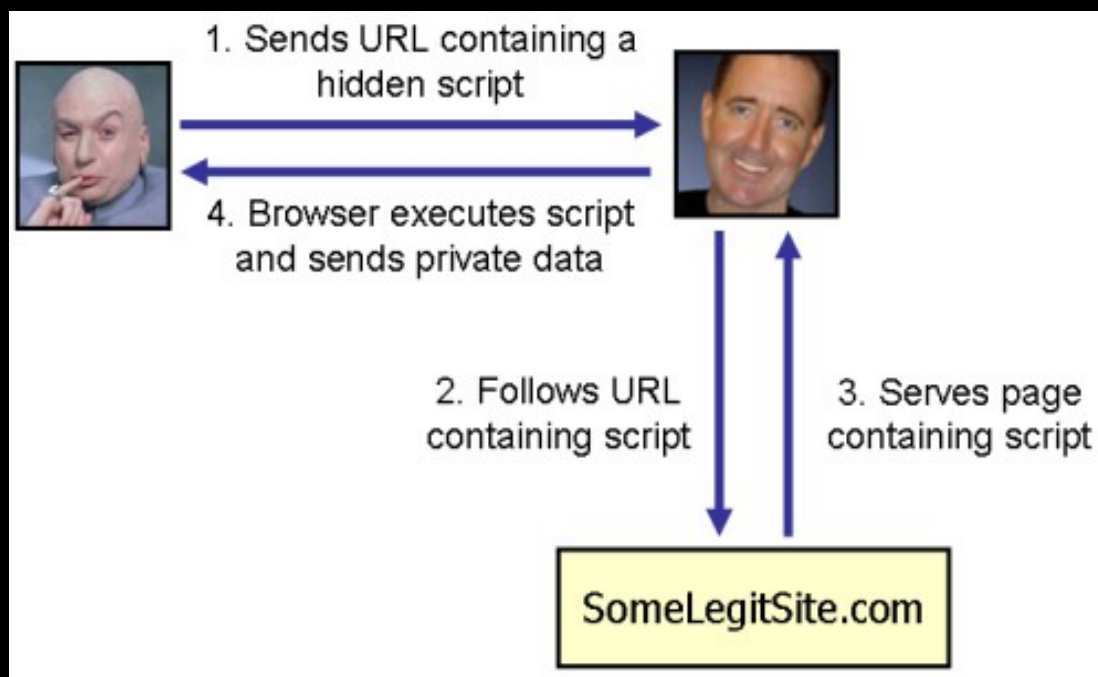 1. Sends URL containing a
hidden script
4. Browser executes script
and sends private data
2. Follows URL
containing script
3. Serves page
containing script
SomeLegitSite.com